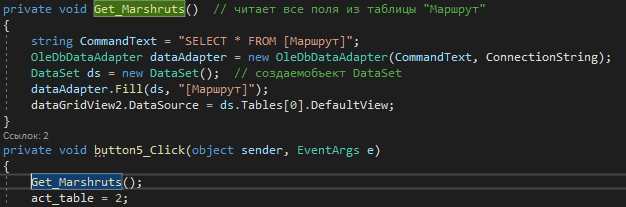 private void Get_Marshruts()  // читает все поля из таблицы "Маршрут"
{
    string CommandText = "SELECT * FROM [Маршрут]";
    OleDbDataAdapter dataAdapter = new OleDbDataAdapter(CommandText, ConnectionString);
    DataSet ds = new DataSet();  // создаемобъект DataSet
    dataAdapter.Fill(ds, "[Маршрут]");
    dataGridView2.DataSource = ds.Tables[0].DefaultView;
}
Ссылок: 2
private void button5_Click(object sender, EventArgs e)
{
    Get_Marshruts();
    act_table = 2;